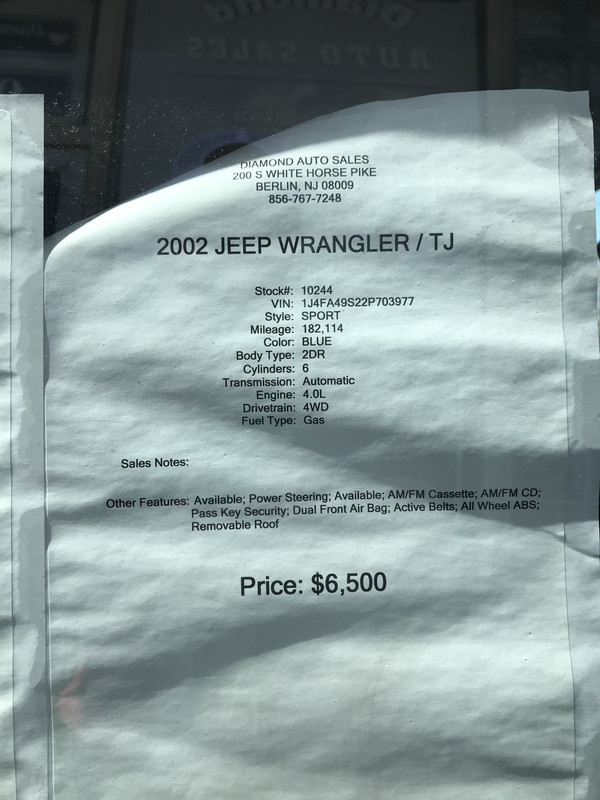 Diamond
AUTO SALES
DIAMOND AUTO SALES
200 S WHITE HORSE PIKE
BERLIN, NJ 08009
856-767-7248
2002 JEEP WRANGLER / TJ
Stock#: 10244
VIN: 1J4FA49S22P703977
Style: SPORT
Mileage: 182,114
Color: BLUE
Body Type: 2DR
Cylinders: 6
Transmission: Automatic
Engine: 4.0L
Drivetrain: 4WD
Fuel Type: Gas
Sales Notes:
Other Features: Available; Power Steering; Available; AM/FM Cassette; AM/FM CD;
Pass Key Security; Dual Front Air Bag; Active Belts; All Wheel ABS;
Removable Roof
Price: $6,500